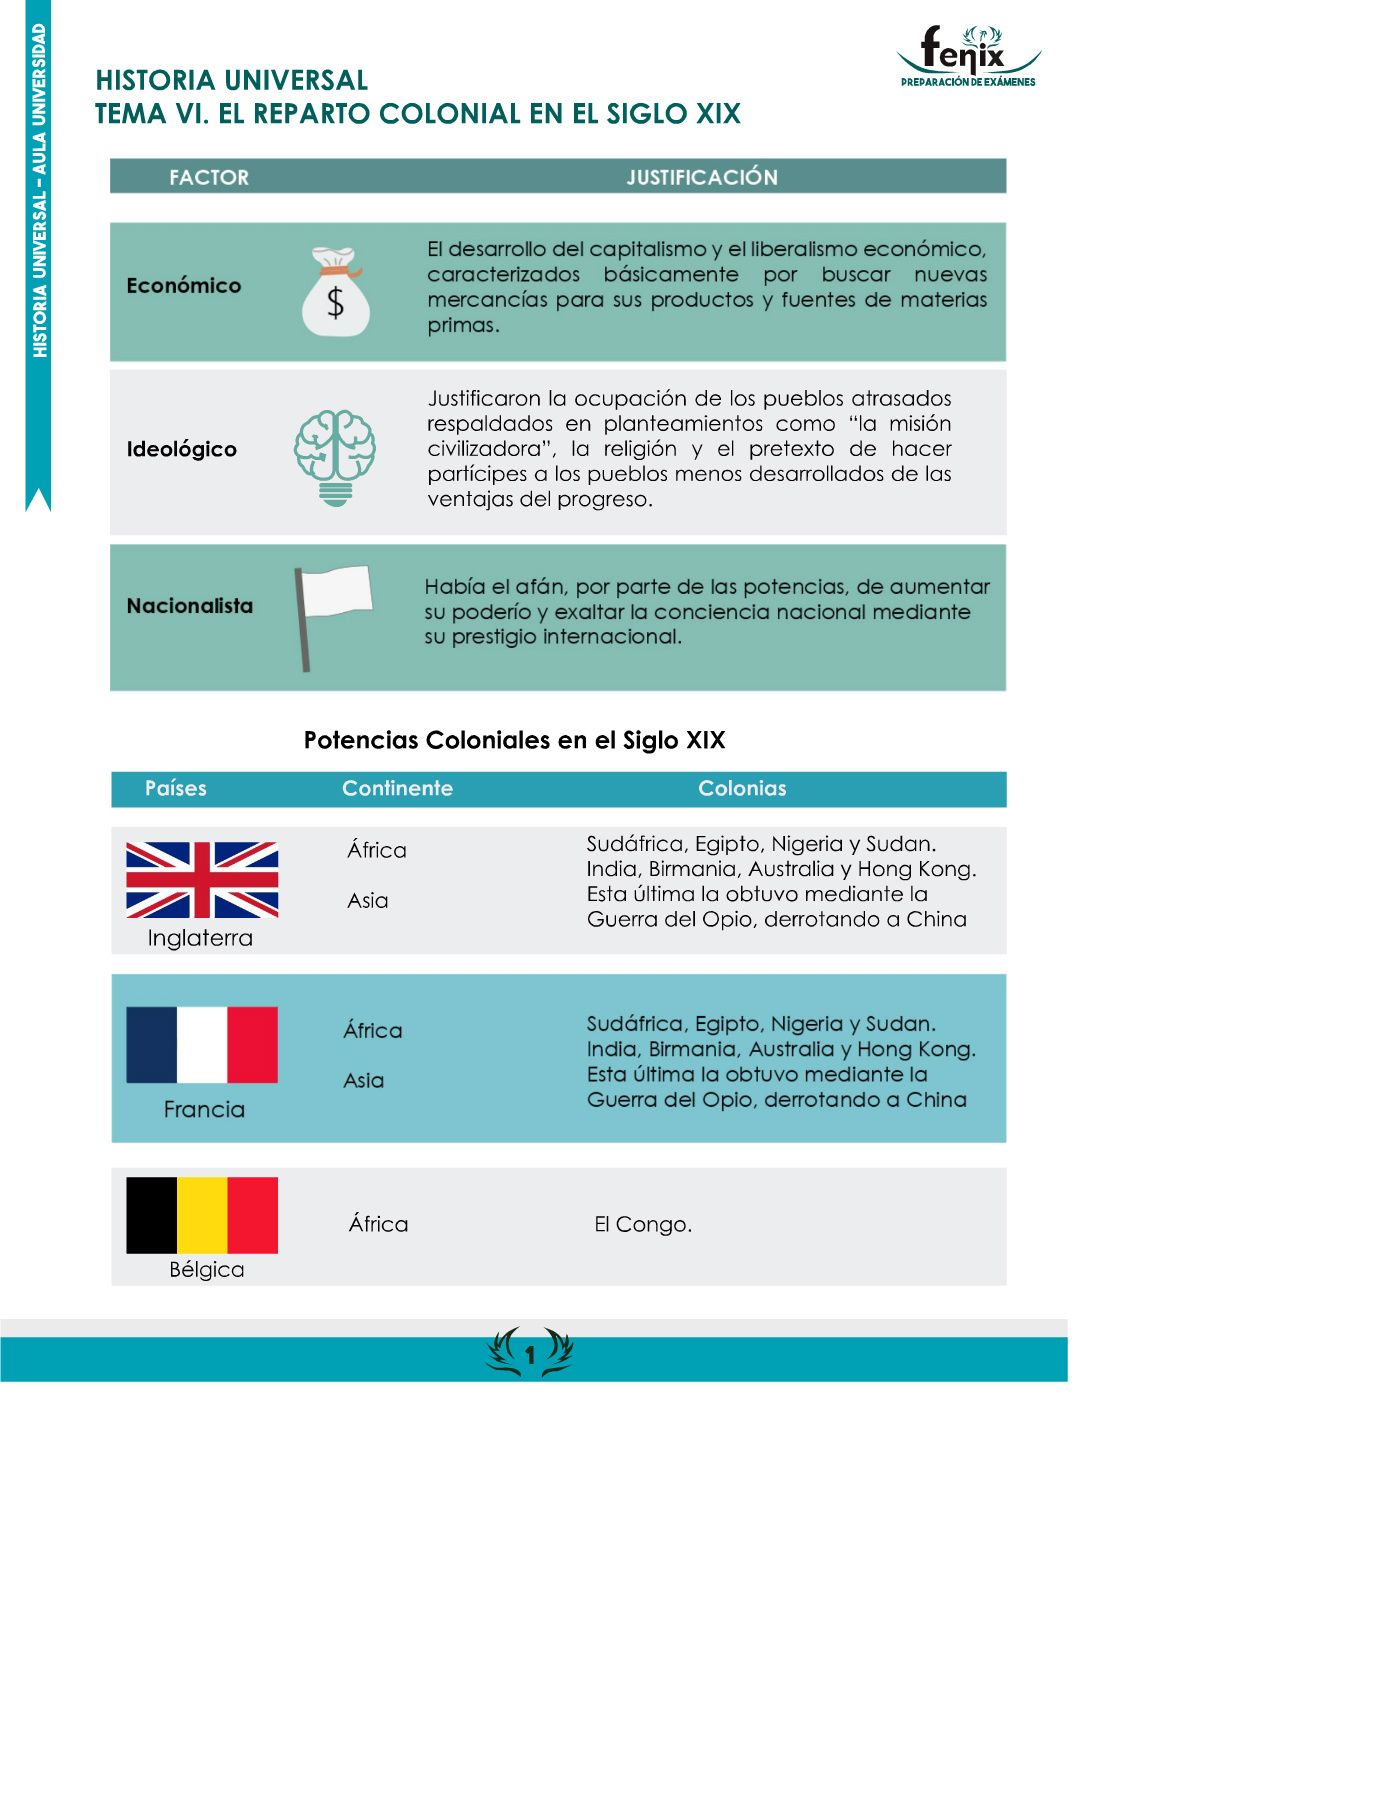 HISTORIA UNIVERSAL – AULA UNIVERSIDAD
fenix
PREPARACIÓN DE EXÁMENES
HISTORIA UNIVERSAL
TEMA VI. EL REPARTO COLONIAL EN EL SIGLO XIX
FACTOR JUSTIFICACIÓN
Económico
$
El desarrollo del capitalismo y el liberalismo económico,
caracterizados básicamente por buscar nuevas
mercancías para sus productos y fuentes de materias
primas.
Ideológico
Justificaron la ocupación de los pueblos atrasados
respaldados en planteamientos como “la misión
civilizadora”, la religión y el pretexto de hacer
partícipes a los pueblos menos desarrollados de las
ventajas del progreso.
Nacionalista
Había el afán, por parte de las potencias, de aumentar
su poderío y exaltar la conciencia nacional mediante
su prestigio internacional.
Potencias Coloniales en el Siglo XIX
Países Continente Colonias
Inglaterra
África
Asia
Sudáfrica, Egipto, Nigeria y Sudan.
India, Birmania, Australia y Hong Kong.
Esta última la obtuvo mediante la
Guerra del Opio, derrotando a China
Francia
África
Asia
Sudáfrica, Egipto, Nigeria y Sudan.
India, Birmania, Australia y Hong Kong.
Esta última la obtuvo mediante la
Guerra del Opio, derrotando a China
Bélgica
África
El Congo.
1